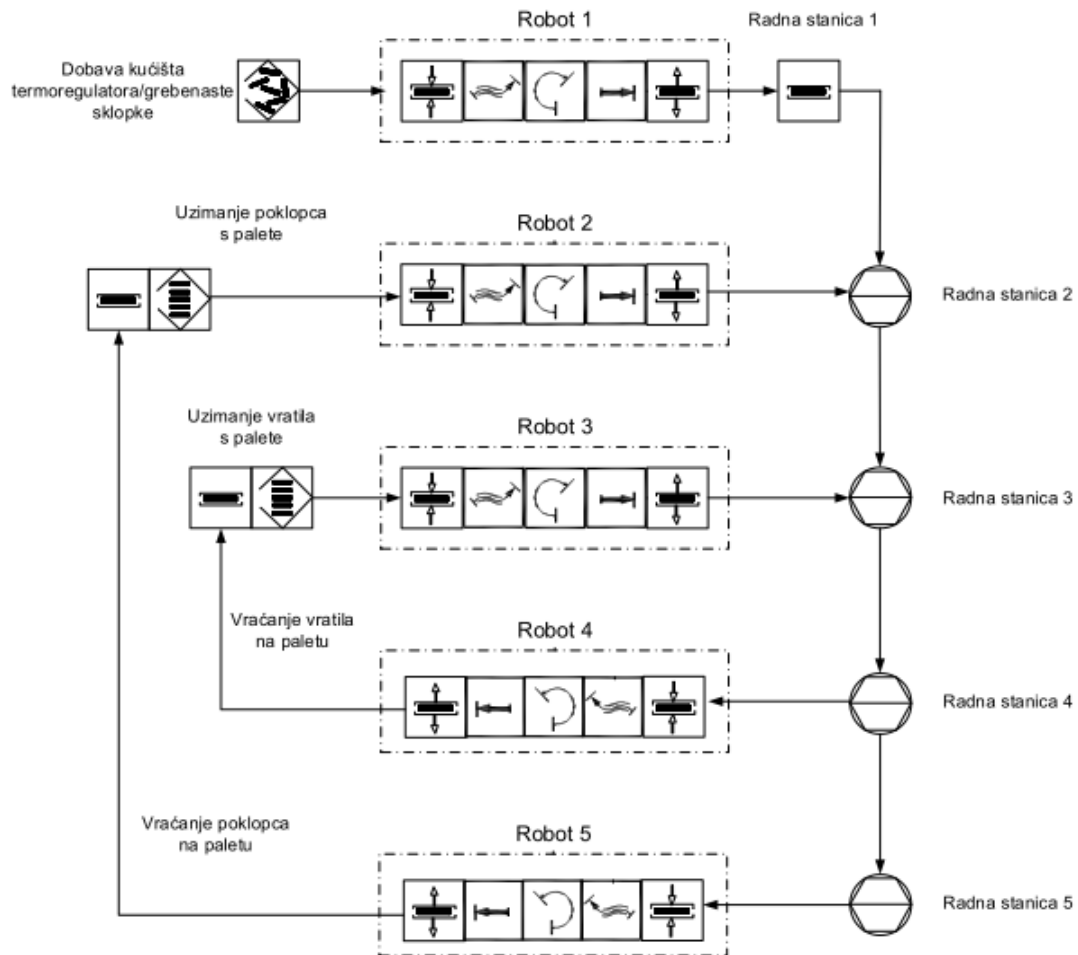 Robot 1
Radna stanica 1
Dobava kućišta
termoregulatora/grebenaste
sklopke
Uzimanje poklopca
s palete
Robot 2
Radna stanica 2
Uzimanje vratila
s palete
Robot 3
Radna stanica 3
Vraćanje vratila
na paletu
Robot 4
Radna stanica 4
Vraćanje poklopca
na paletu
Robot 5
Radna stanica 5